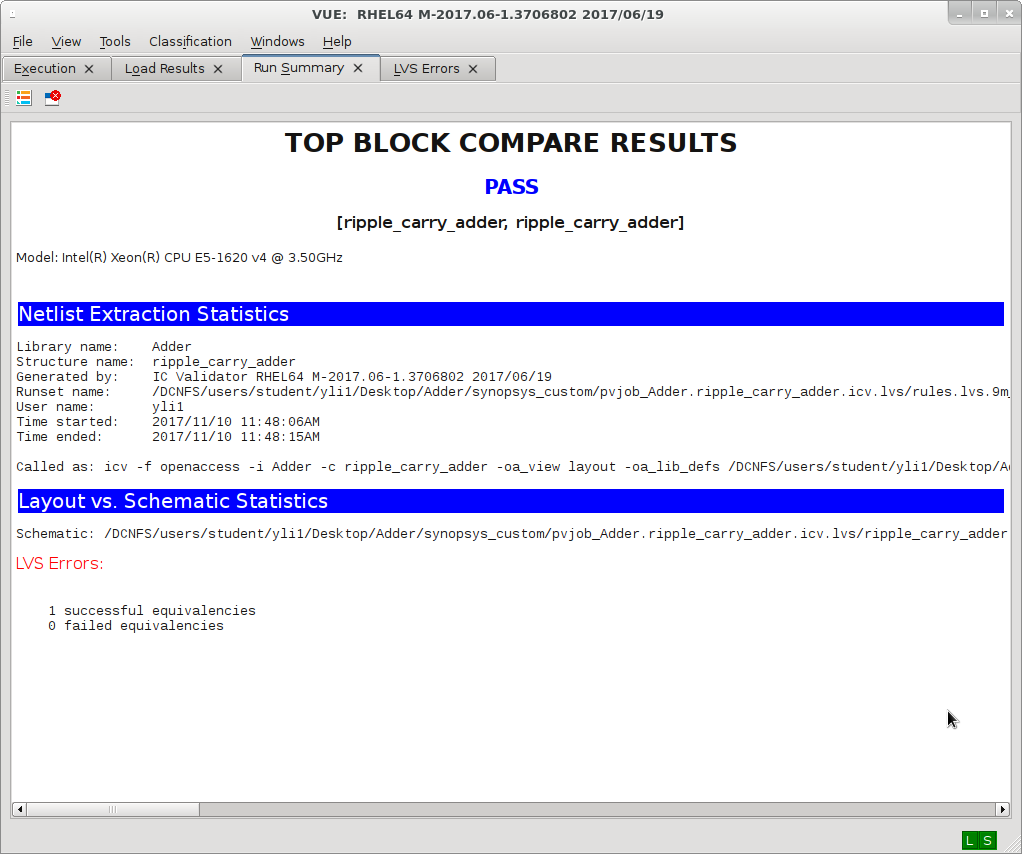 VUE: RHEL64 M-2017.06-1.3706802 2017/06/19
File View Tools Classification Windows Help
Execution Load Results Run Summary LVS Errors
TOP BLOCK COMPARE RESULTS
PASS
[ripple_carry_adder, ripple_carry_adder]
Model: Intel(R) Xeon(R) CPU E5-1620 v4 @ 3.50GHz
Netlist Extraction Statistics
Library name: Adder
Structure name: ripple_carry_adder
Generated by: IC Validator RHEL64 M-2017.06-1.3706802 2017/06/19
Runset name: /DCNFS/users/student/yli1/Desktop/Adder/synopsys_custom/pvjob_Adder.ripple_carry_adder.icv.lvs/rules.lvs.9m_
User name: yli1
Time started: 2017/11/10 11:48:06AM
Time ended: 2017/11/10 11:48:15AM
Called as: icv -f openaccess -i Adder -c ripple_carry_adder -oa_view layout -oa_lib_defs /DCNFS/users/student/yli1/Desktop/A
Layout vs. Schematic Statistics
Schematic: /DCNFS/users/student/yli1/Desktop/Adder/synopsys_custom/pvjob_Adder.ripple_carry_adder.icv.lvs/ripple_carry_adder
LVS Errors:
1 successful equivalencies
0 failed equivalencies
L S